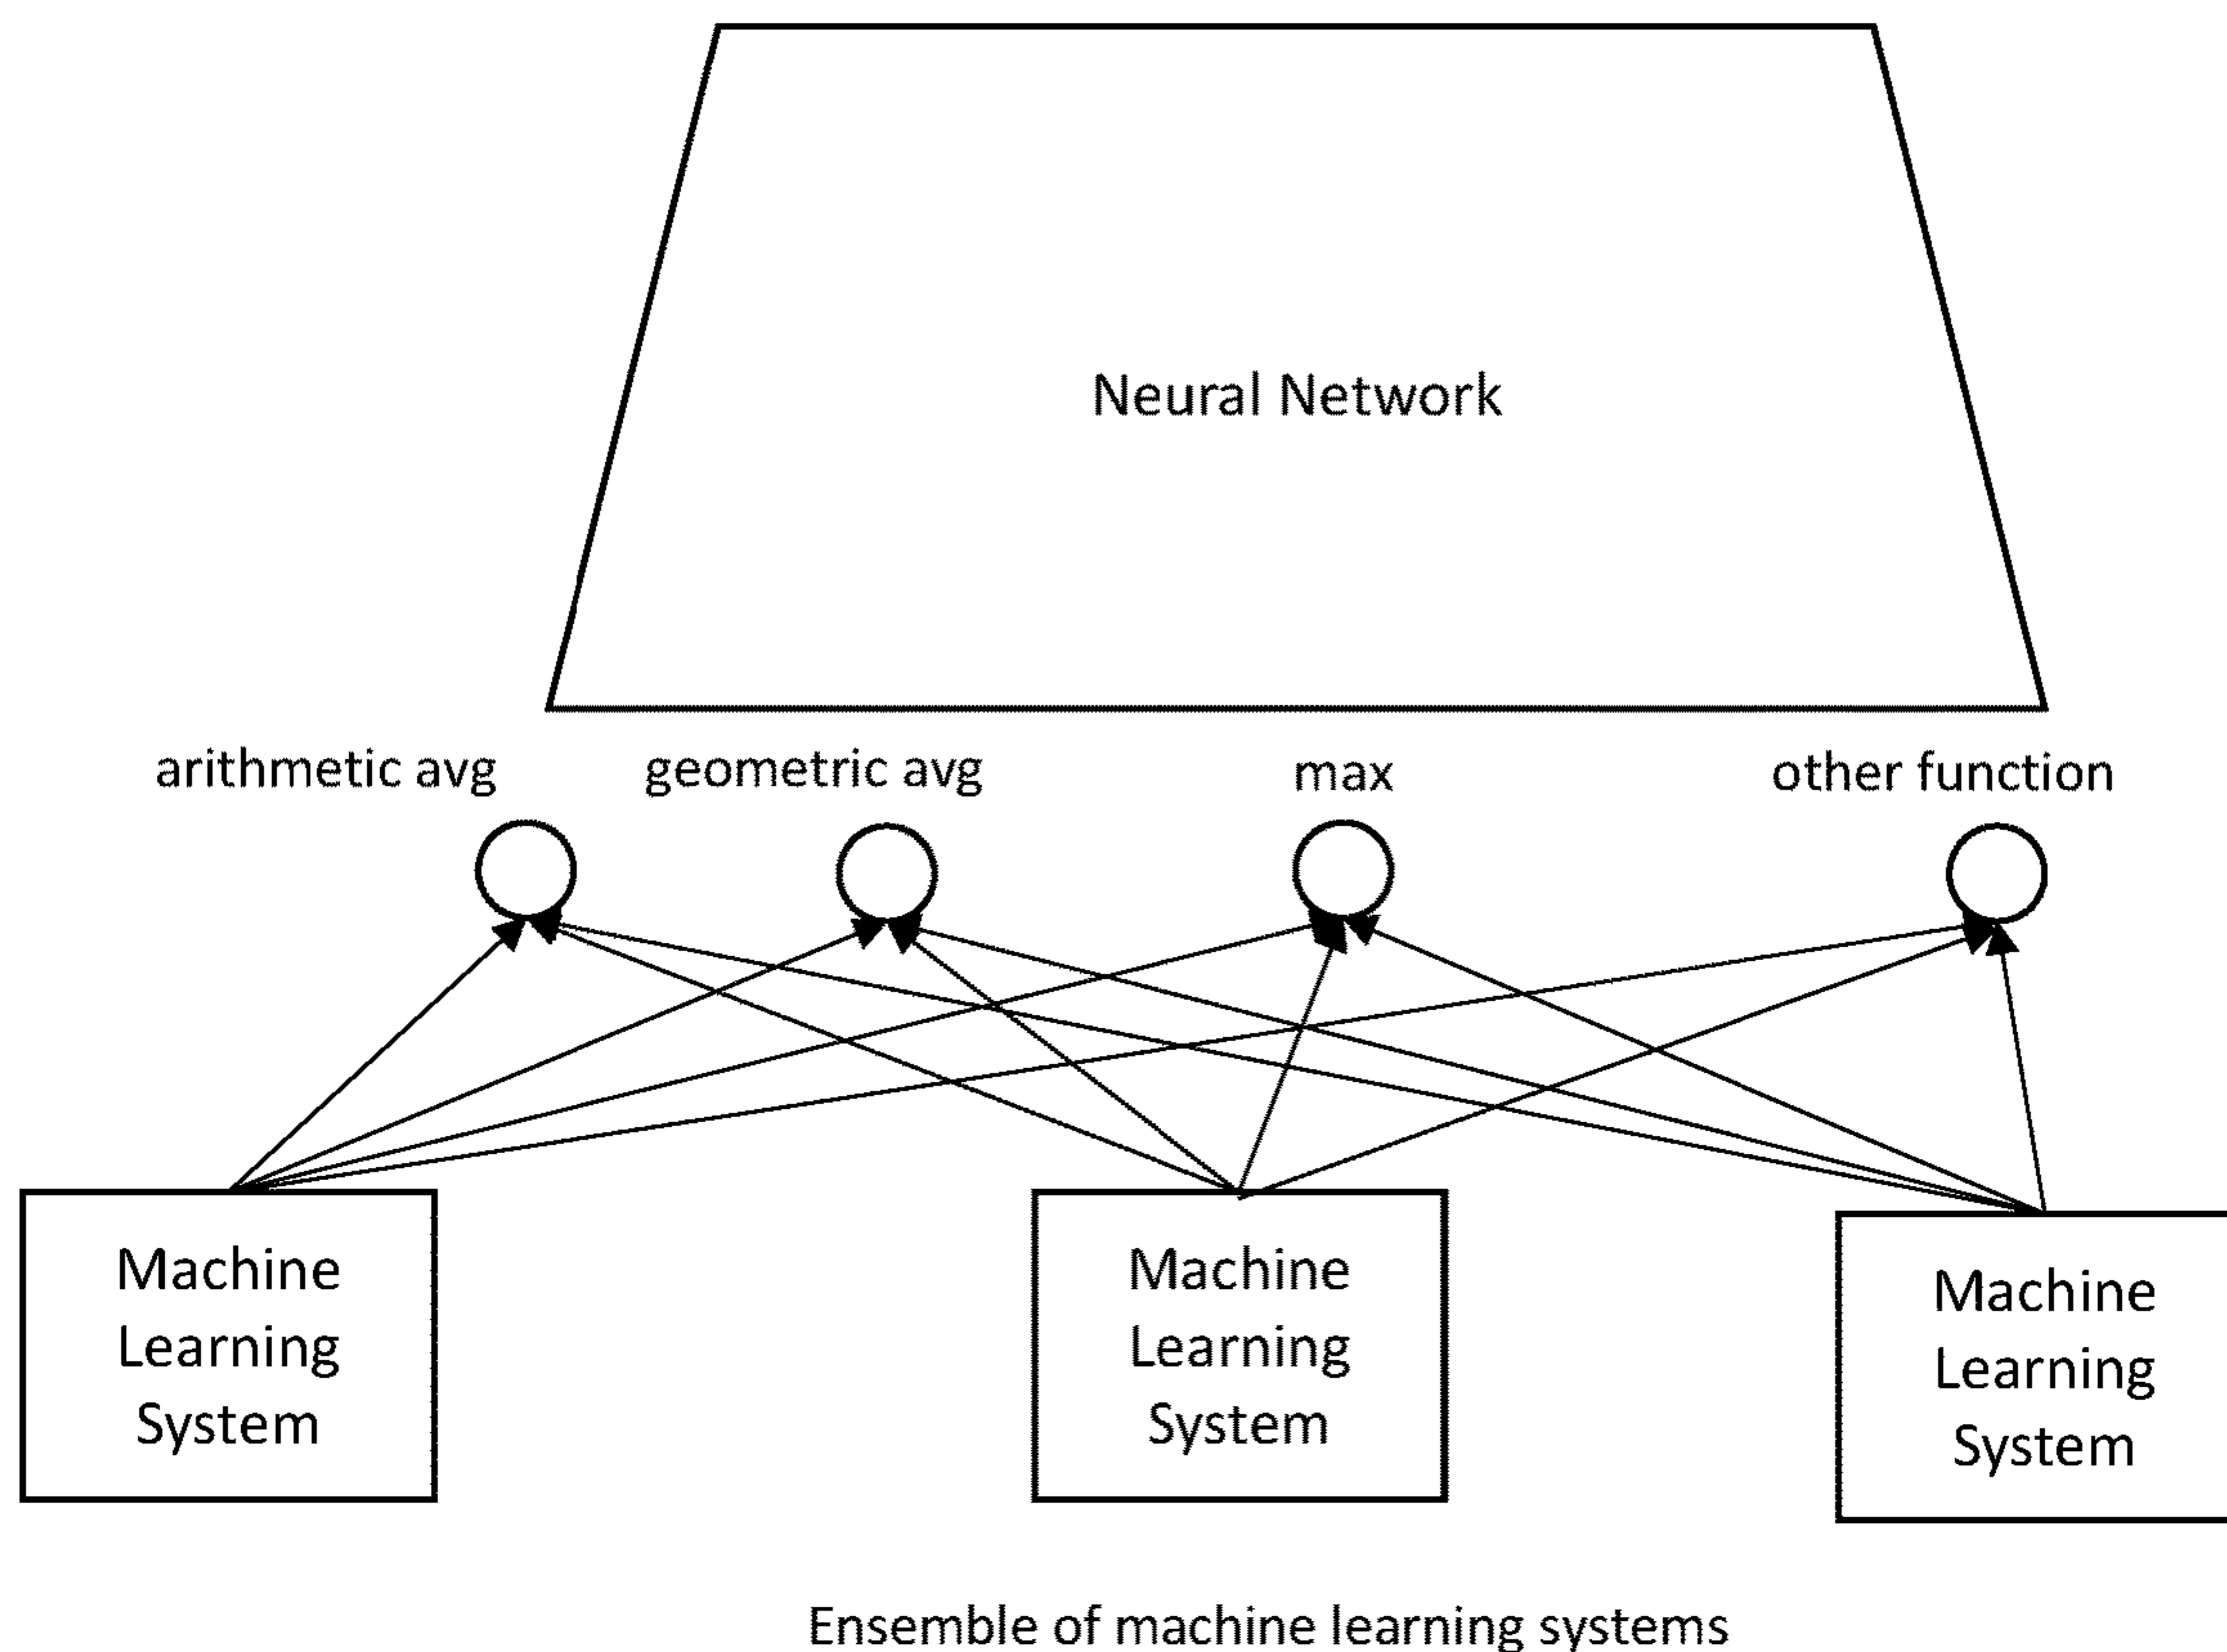 Neural Network
arithmetic avg
geometric avg
max
other function
Machine
Learning
System
Machine
Learning
System
Machine
Learning
System
Ensemble of machine learning systems